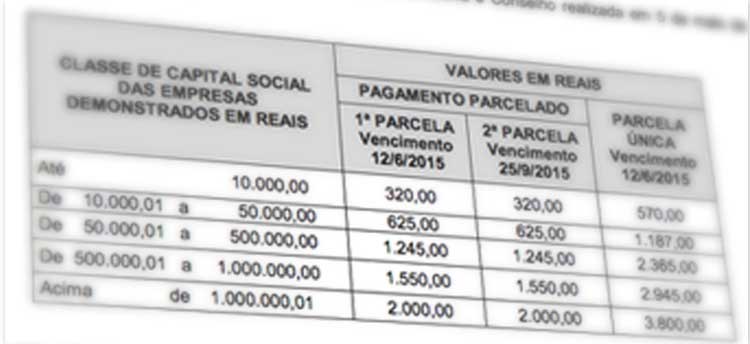 Conselho realizada em 5 de maio de
CLASSE DE CAPITAL SOCIAL
DAS EMPRESAS
DEMONSTRADOS EM REAIS
VALORES EM REAIS
PAGAMENTO PARCELADO
1ª PARCELA
Vencimento
12/6/2015
2ª PARCELA
Vencimento
25/9/2015
PARCELA
ÚNICA
Vencimento
12/6/2015
Até 10.000,00 320,00 320,00 570,00
De 10.000,01 a 50.000,00 625,00 625,00 1.187,00
De 50.000,01 a 500.000,00 1.245,00 1.245,00 2.365,00
De 500.000,01 a 1.000.000,00 1.550,00 1.550,00 2.945,00
Acima de 1.000.000,01 2.000,00 2.000,00 3.800,00